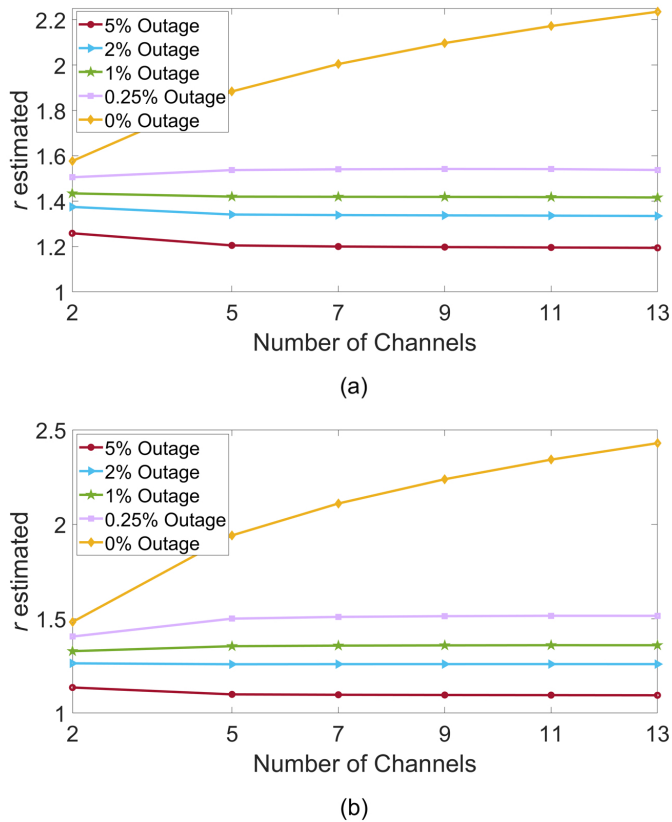 2.2
2
1.8
1.6
1.4
1.2
1
r estimated
5% Outage
2% Outage
1% Outage
0.25% Outage
0% Outage
2 5 7 9 11 13
Number of Channels
(a)
2.5
2
1.5
1
r estimated
5% Outage
2% Outage
1% Outage
0.25% Outage
0% Outage
2 5 7 9 11 13
Number of Channels
(b)